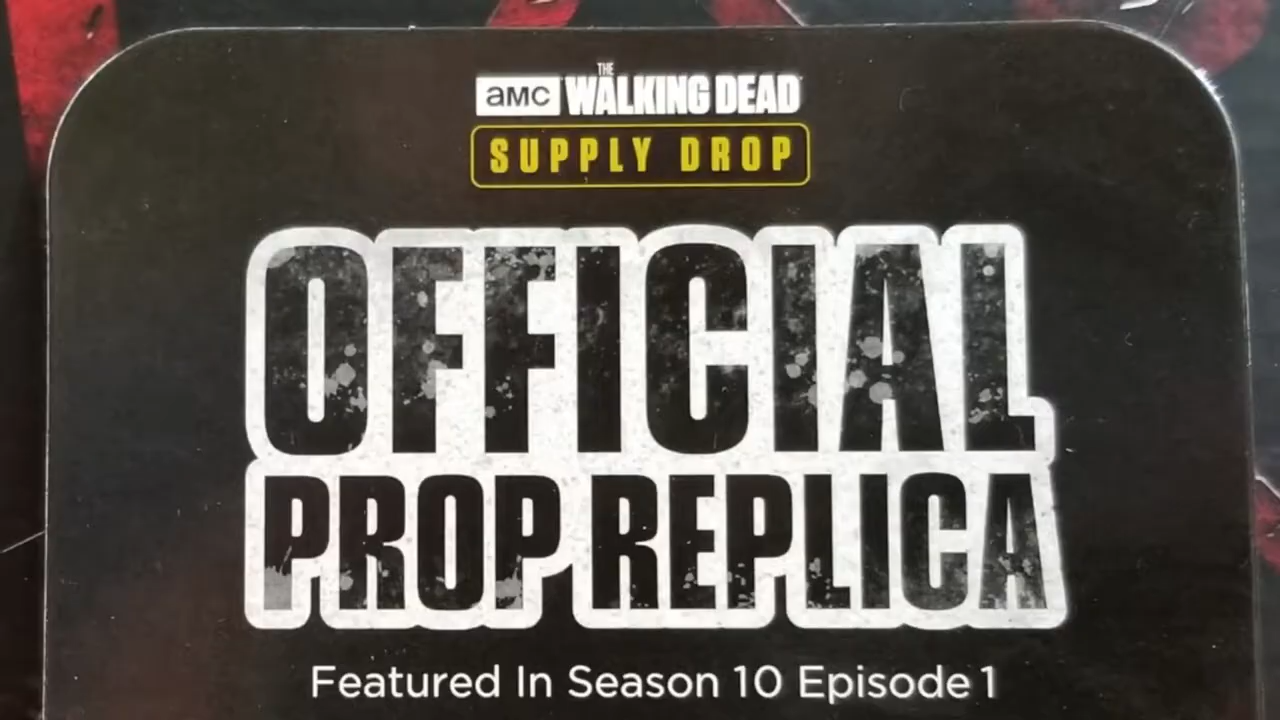 THE
aMC WALKING DEAD
SUPPLY DROP
OFFICIAL
PROP REPLICA
Featured In Season 10 Episode 1